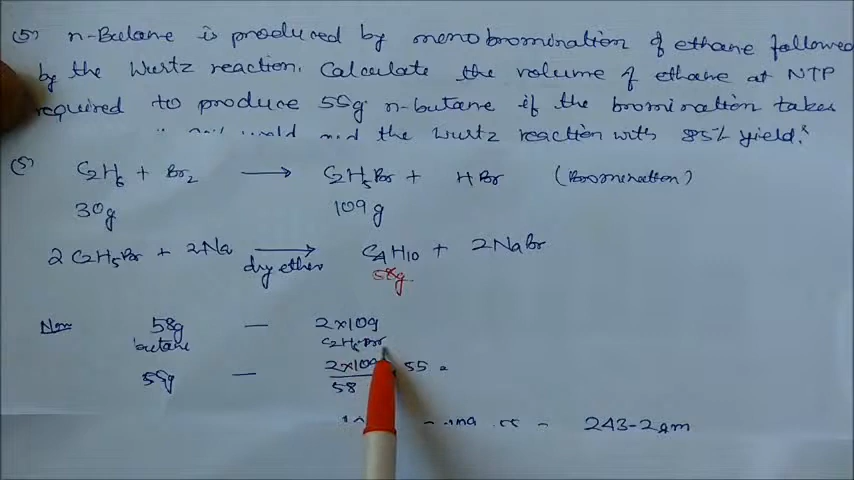 (5) n-Butane is produced by monobromination of ethane followed
by the Wurtz reaction. Calculate the volume of ethane at NTP
required to produce 55g n-butane if the bromination takes
and the Wurtz reaction with 85% yield.
(5) C2H6 + Br2 ⟶ C2H5Br + HBr (Bromination)
30g 109g
2 C2H5Br + 2Na ⟶ C4H10 + 2NaBr
dry ether 58g
Now 58g — 2×109
butane C2H5Br
55g — 2×109 55
58
243.2gm